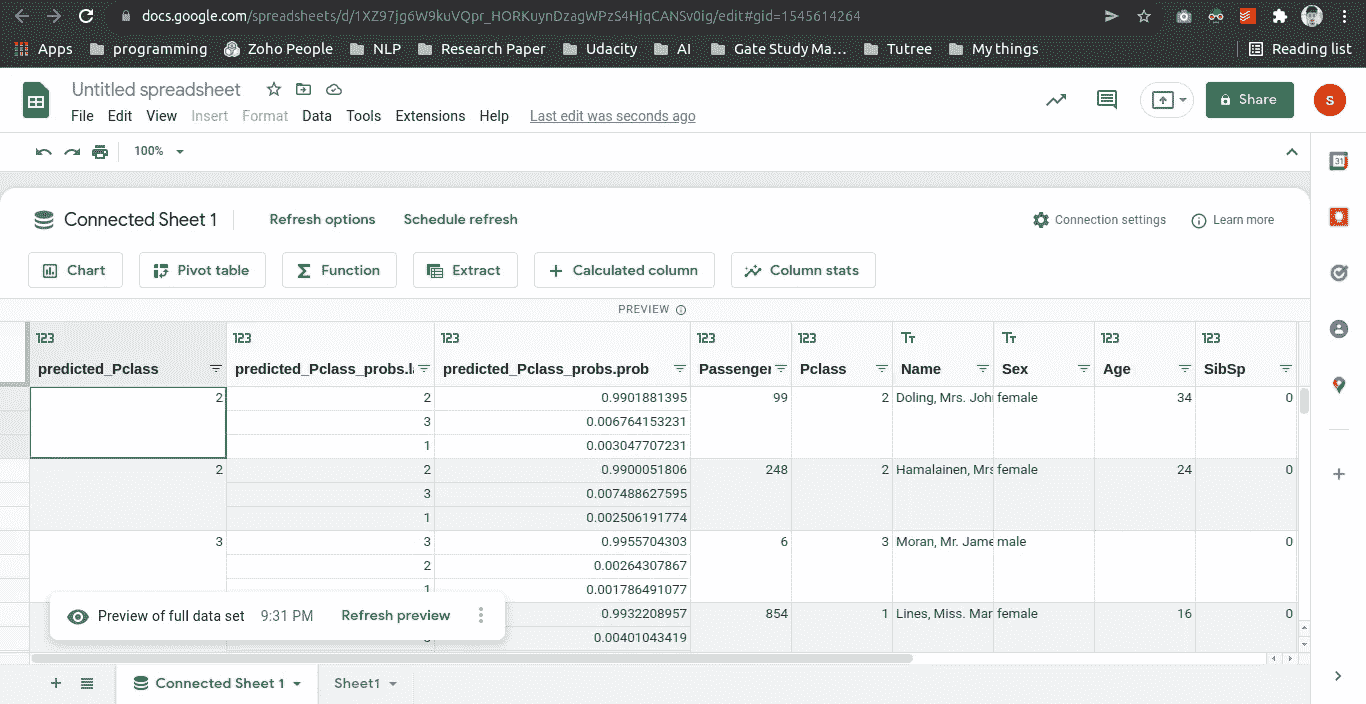 docs.google.com/spreadsheets/d/1XZ97jg6W9kuVQpr_HORKuynDzagWPzS4HjqCANSv0ig/edit#gid=1545614264
Apps programming Zoho People NLP Research Paper Udacity AI Gate Study Ma... Tutree My things Reading list
Untitled spreadsheet
File Edit View Insert Format Data Tools Extensions Help Last edit was seconds ago
Share S
100%
31
Connected Sheet 1 Refresh options Schedule refresh Connection settings Learn more
Chart Pivot table Function Extract Calculated column Column stats
PREVIEW
123 123 123 123 123 Tт Tт 123 123
predicted_Pclass predicted_Pclass_probs.l predicted_Pclass_probs.prob Passenger Pclass Name Sex Age SibSp
2 2 0.9901881395 99 2 Doling, Mrs. Joh female 34 0
3 0.006764153231
1 0.003047707231
2 2 0.9900051806 248 2 Hamalainen, Mrs female 24 0
3 0.007488627595
1 0.002506191774
3 3 0.9955704303 6 3 Moran, Mr. Jame male 0
2 0.00264307867
1 0.001786491077
0.9932208957 854 1 Lines, Miss. Mar female 16 0
0.00401043419
Preview of full data set 9:31 PM Refresh preview
Connected Sheet 1 Sheet1